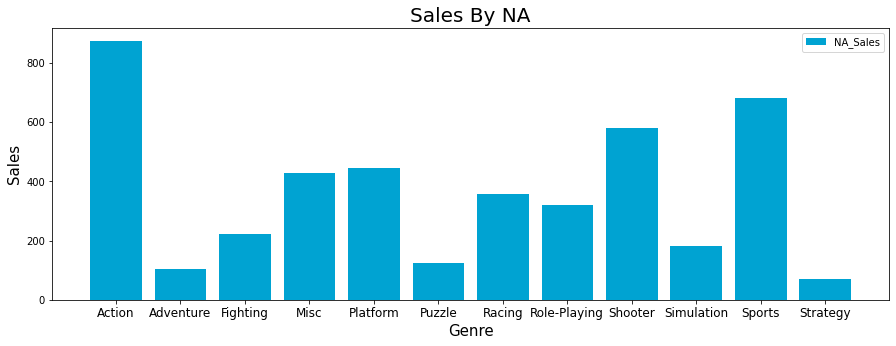 Sales By NA
NA_Sales
Sales
800
600
400
200
0
Action Adventure Fighting Misc Platform Puzzle Racing Role-Playing Shooter Simulation Sports Strategy
Genre